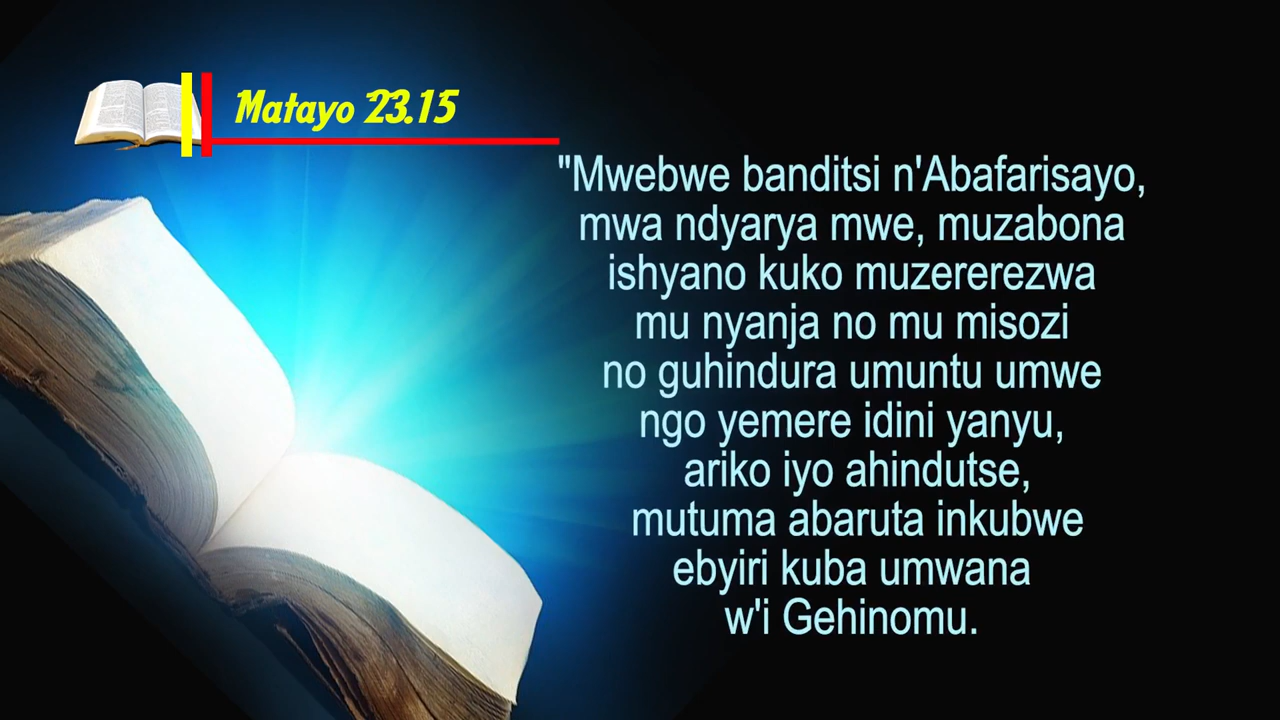 Matayo 23.15
"Mwebwe banditsi n'Abafarisayo,
mwa ndyarya mwe, muzabona
ishyano kuko muzererezwa
mu nyanja no mu misozi
no guhindura umuntu umwe
ngo yemere idini yanyu,
ariko iyo ahindutse,
mutuma abaruta inkubwe
ebyiri kuba umwana
w'i Gehinomu.